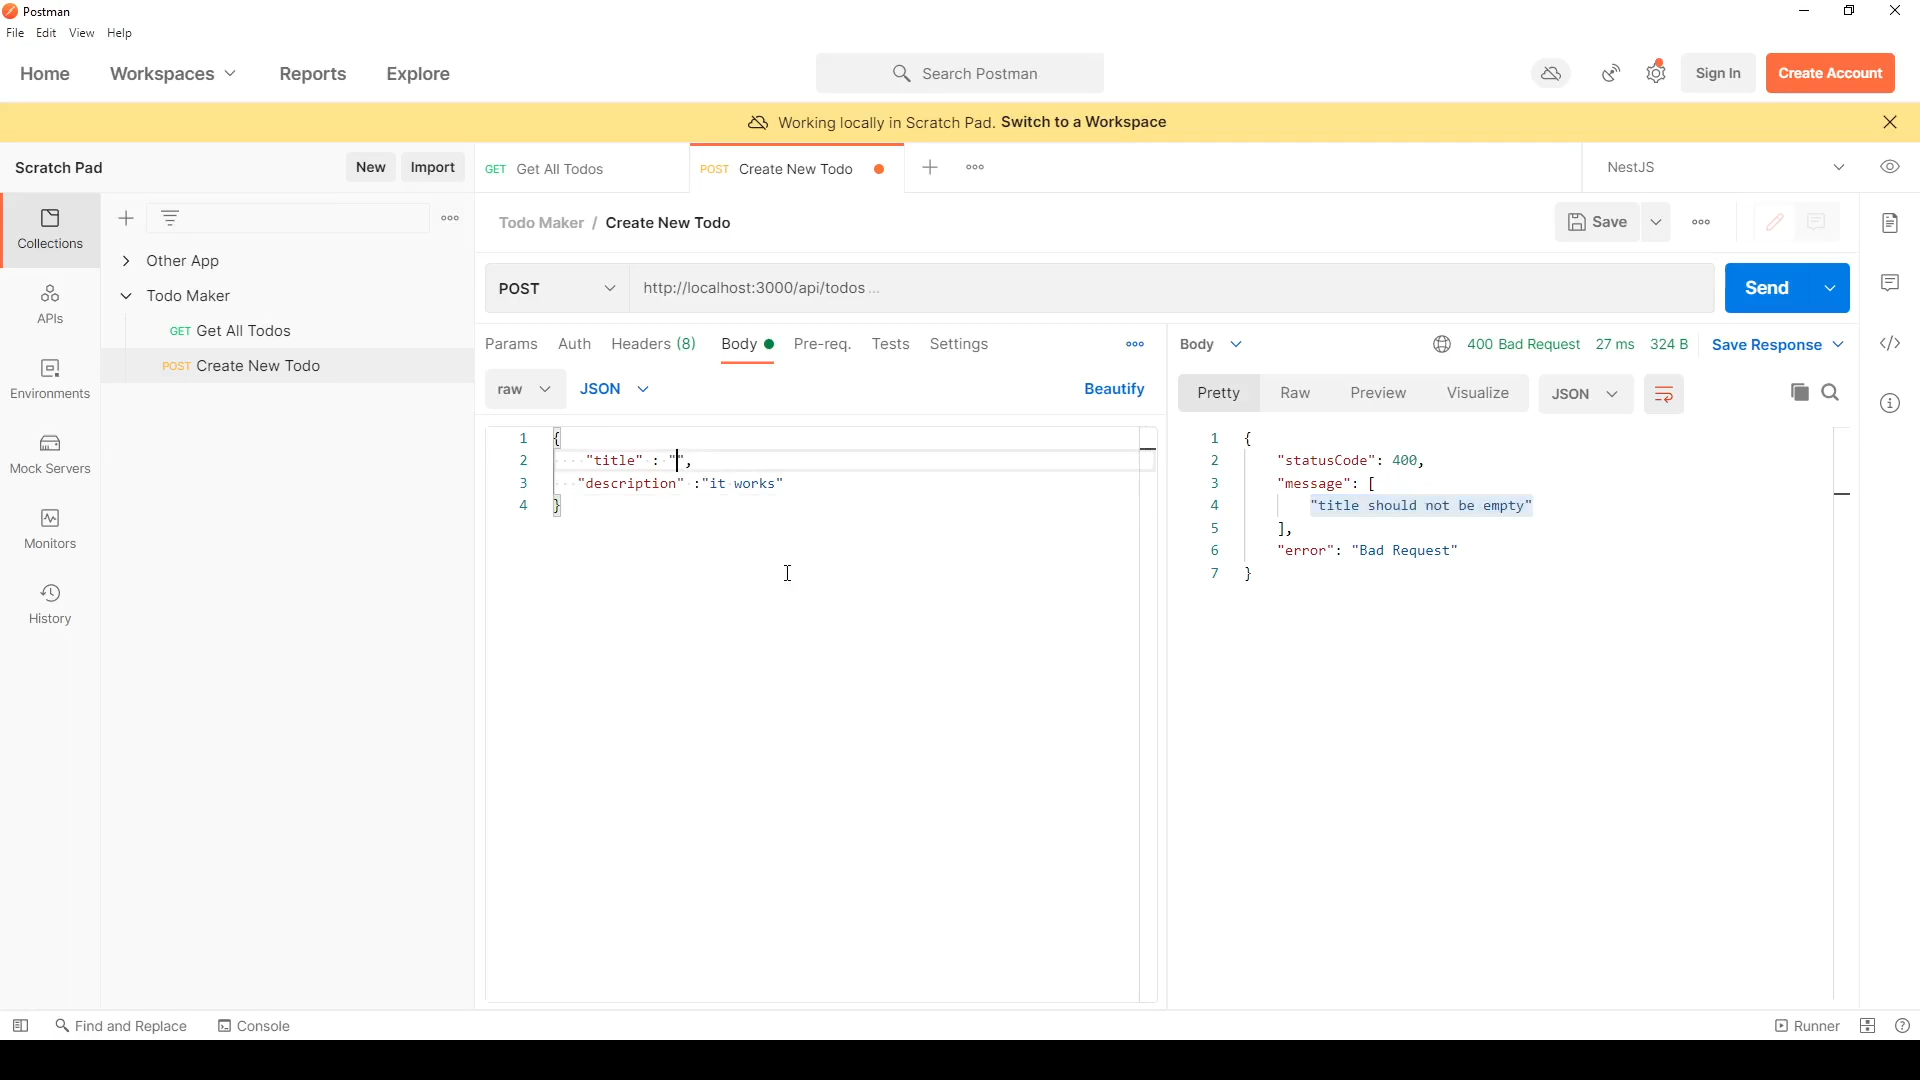 Postman
File Edit View Help
Home Workspaces Reports Explore
Search Postman
Sign In
Create Account
Working locally in Scratch Pad. Switch to a Workspace
Scratch Pad
New
Import
GET Get All Todos
POST Create New Todo
NestJS
Collections
APIs
Environments
Mock Servers
Monitors
History
Other App
Todo Maker
GET Get All Todos
POST Create New Todo
Todo Maker / Create New Todo
Save
POST
http://localhost:3000/api/todos ...
Send
Params Auth Headers (8) Body Pre-req. Tests Settings
raw JSON
Beautify
1 {
2 "title" : "",
3 "description" :"it works"
4 }
Body
400 Bad Request 27 ms 324 B Save Response
Pretty Raw Preview Visualize JSON
1 {
2 "statusCode": 400,
3 "message": [
4 "title should not be empty"
5 ],
6 "error": "Bad Request"
7 }
Find and Replace Console
Runner